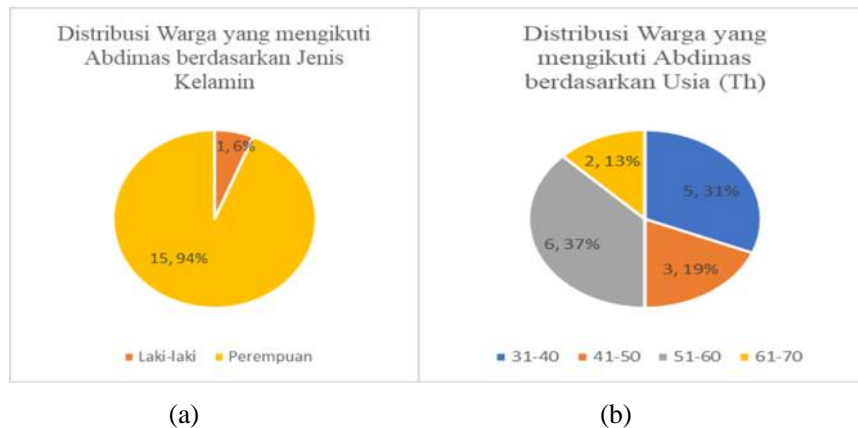 Distribusi Warga yang mengikuti
Abdimas berdasarkan Jenis
Kelamin
1, 6%
15, 94%
Laki-laki Perempuan
Distribusi Warga yang
mengikuti Abdimas
berdasarkan Usia (Th)
2, 13%
5, 31%
6, 37%
3, 19%
31-40 41-50 51-60 61-70
(a) (b)